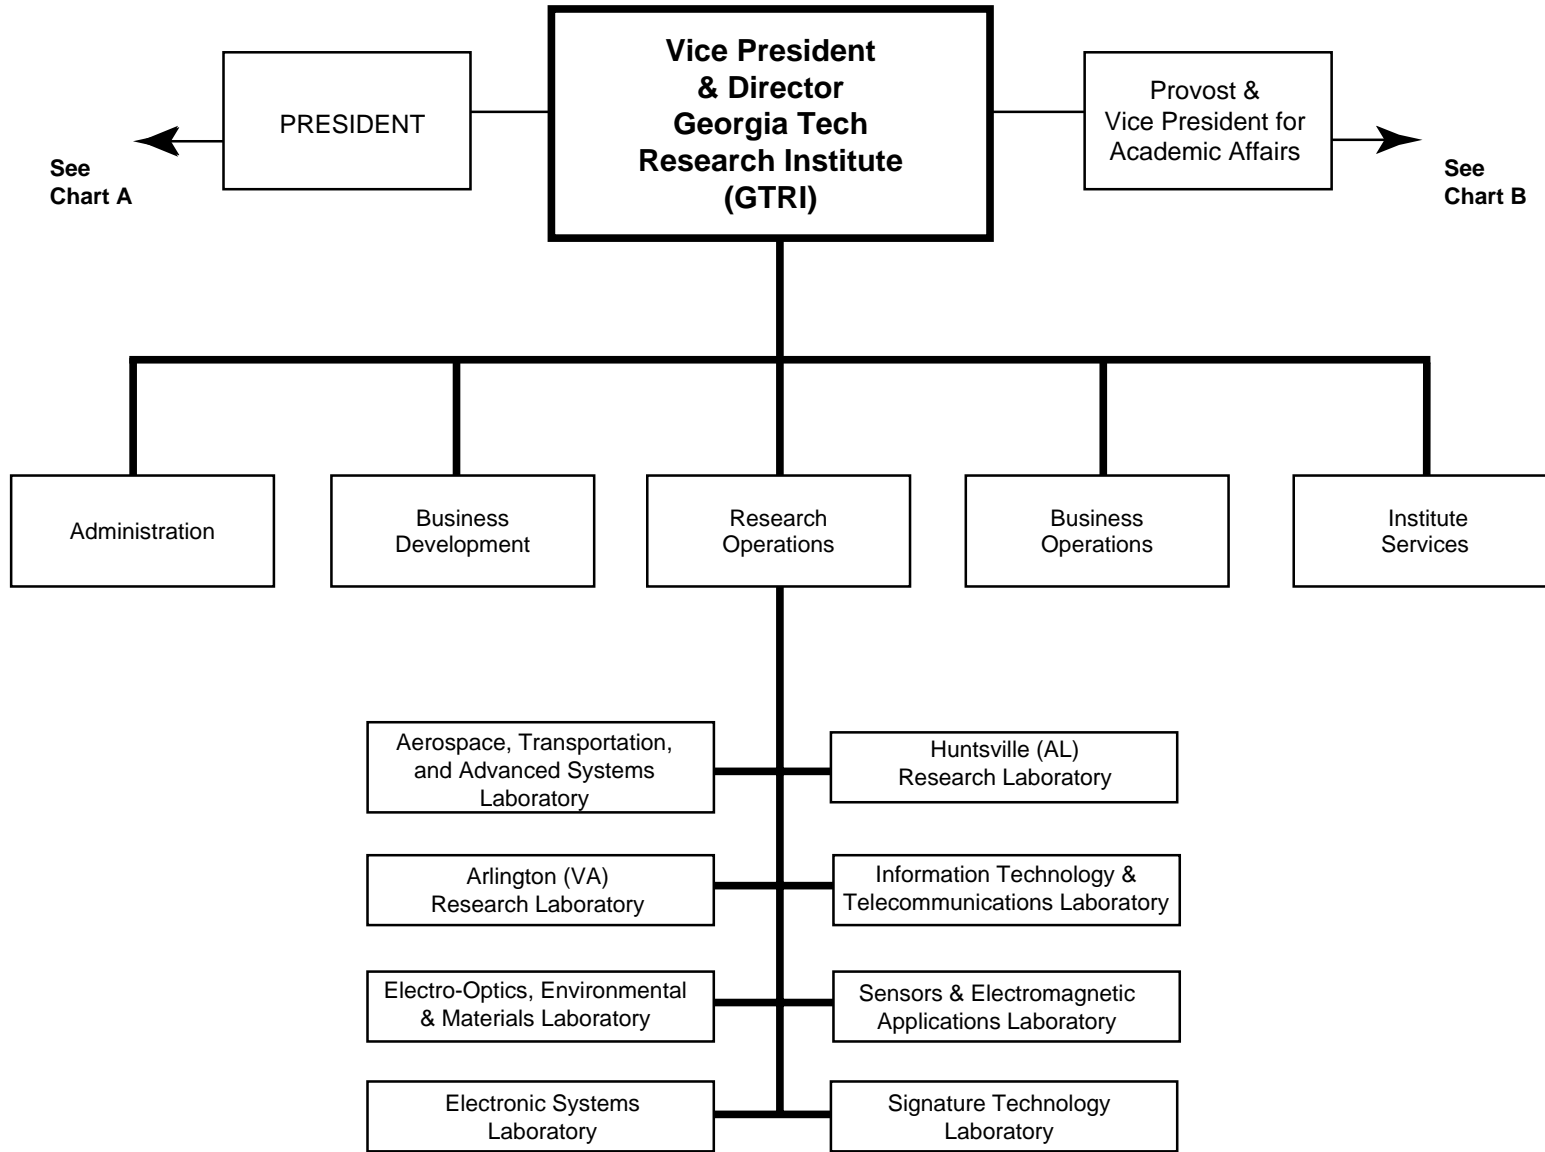 PRESIDENT
See
Chart A
Vice President
& Director
Georgia Tech
Research Institute
(GTRI)
Provost &
Vice President for
Academic Affairs
See
Chart B
Administration
Business
Development
Research
Operations
Business
Operations
Institute
Services
Aerospace, Transportation,
and Advanced Systems
Laboratory
Huntsville (AL)
Research Laboratory
Arlington (VA)
Research Laboratory
Information Technology &
Telecommunications Laboratory
Electro-Optics, Environmental
& Materials Laboratory
Sensors & Electromagnetic
Applications Laboratory
Electronic Systems
Laboratory
Signature Technology
Laboratory